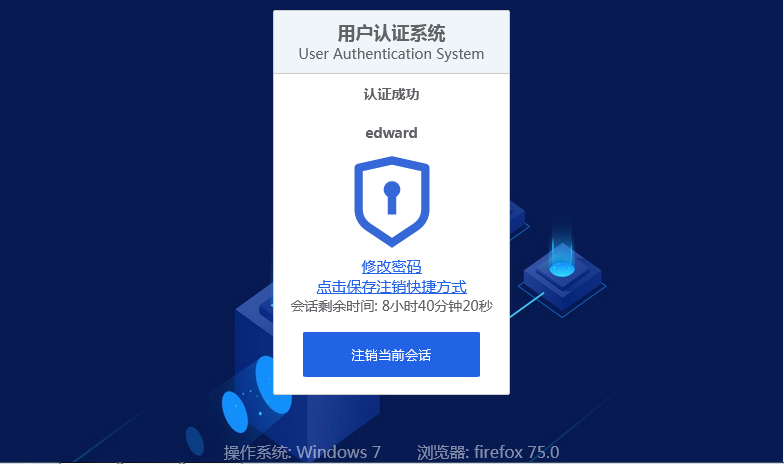 用户认证系统
User Authentication System
认证成功
edward
修改密码
点击保存注销快捷方式
会话剩余时间: 8小时40分钟20秒
注销当前会话
操作系统: Windows 7 浏览器: firefox 75.0